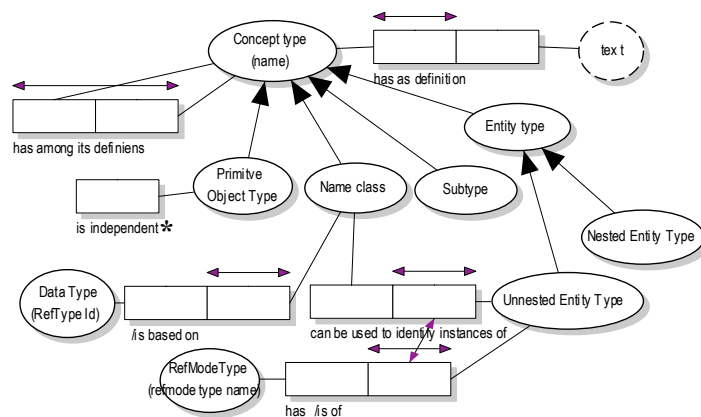 Concept type
(name)
tex t
has as definition
has among its definiens
Entity type
Primitve
Object Type
Name class
Subtype
is independent*
Nested Entity Type
Data Type
(RefType Id)
Unnested Entity Type
/is based on
can be used to identify instances of
RefModeType
(refmode type name)
has /is of